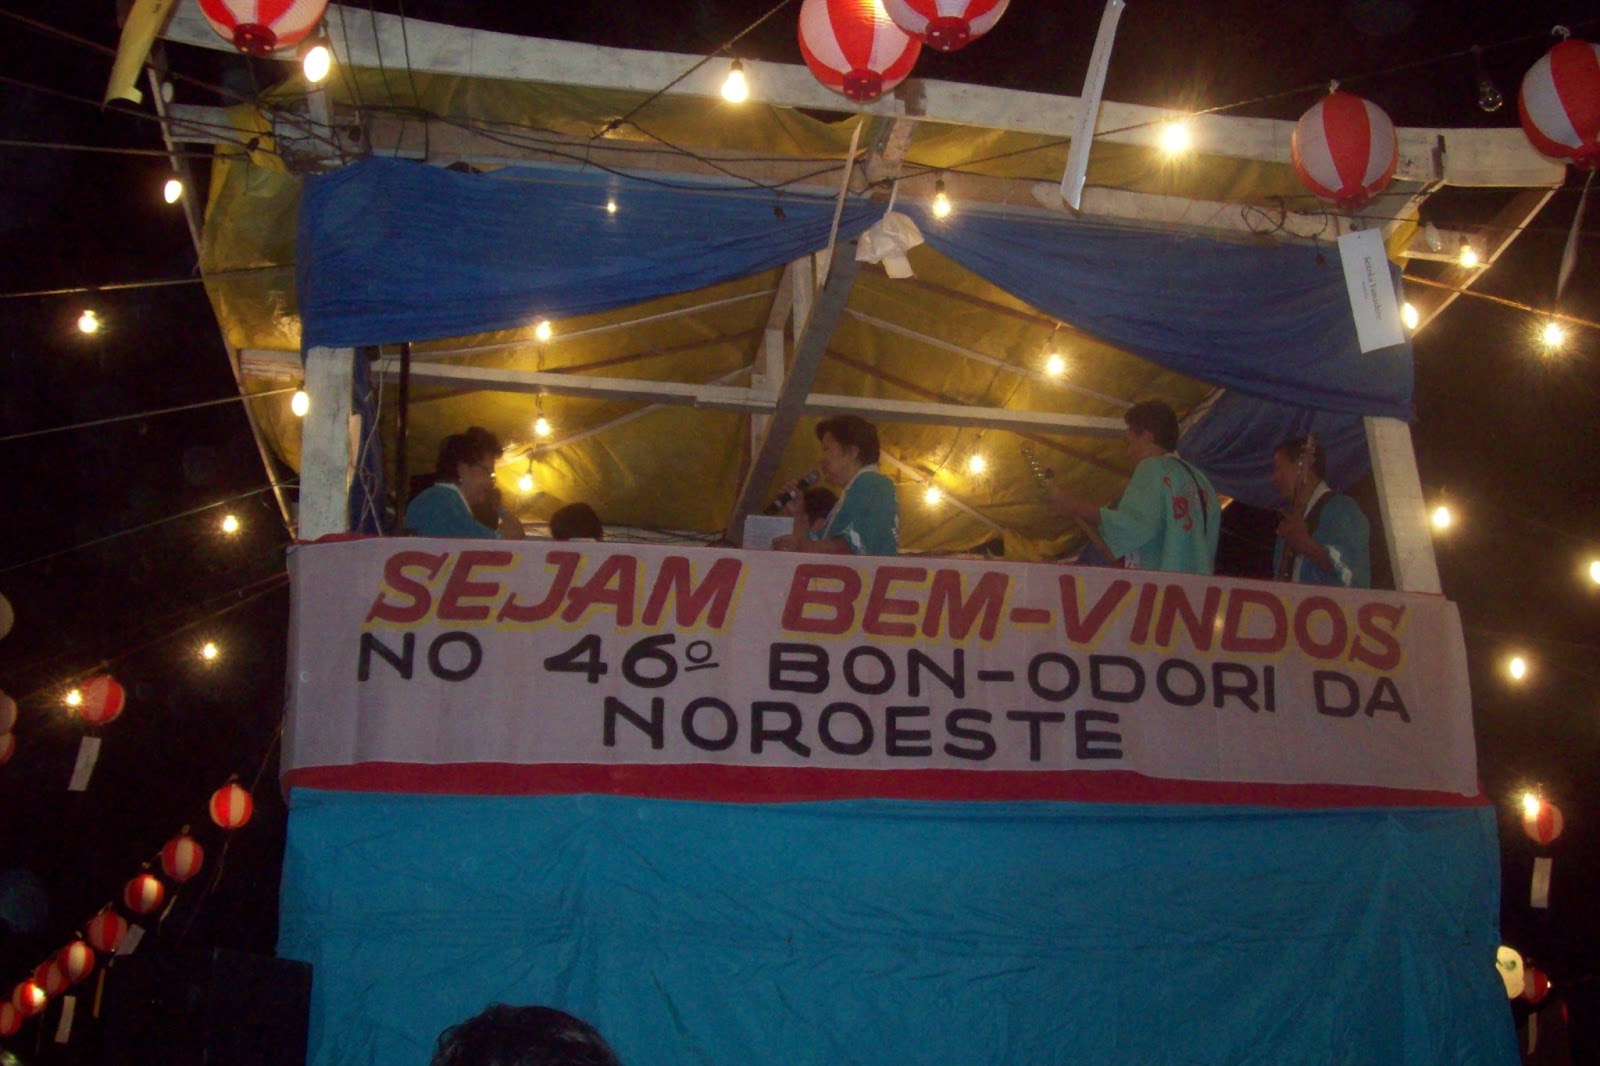 SEJAM BEM-VINDOS
NO 46º BON-ODORI DA
NOROESTE